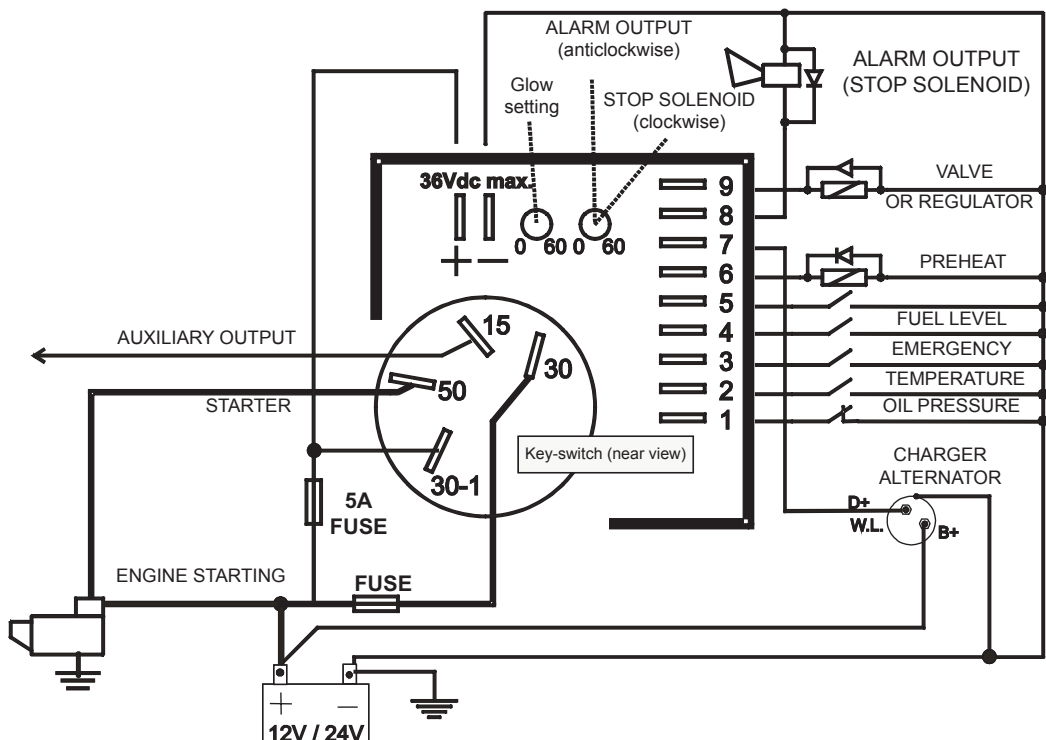 ALARM OUTPUT
(anticlockwise)
Glow
setting
STOP SOLENOID
(clockwise)
ALARM OUTPUT
(STOP SOLENOID)
36Vdc max.
+ −
0 60
0 60
9
8
7
6
5
4
3
2
1
VALVE
OR REGULATOR
PREHEAT
FUEL LEVEL
EMERGENCY
TEMPERATURE
OIL PRESSURE
AUXILIARY OUTPUT
STARTER
15
30
50
30-1
Key-switch (near view)
5A
FUSE
CHARGER
ALTERNATOR
D+
W.L.
B+
ENGINE STARTING
FUSE
+ −
12V / 24V